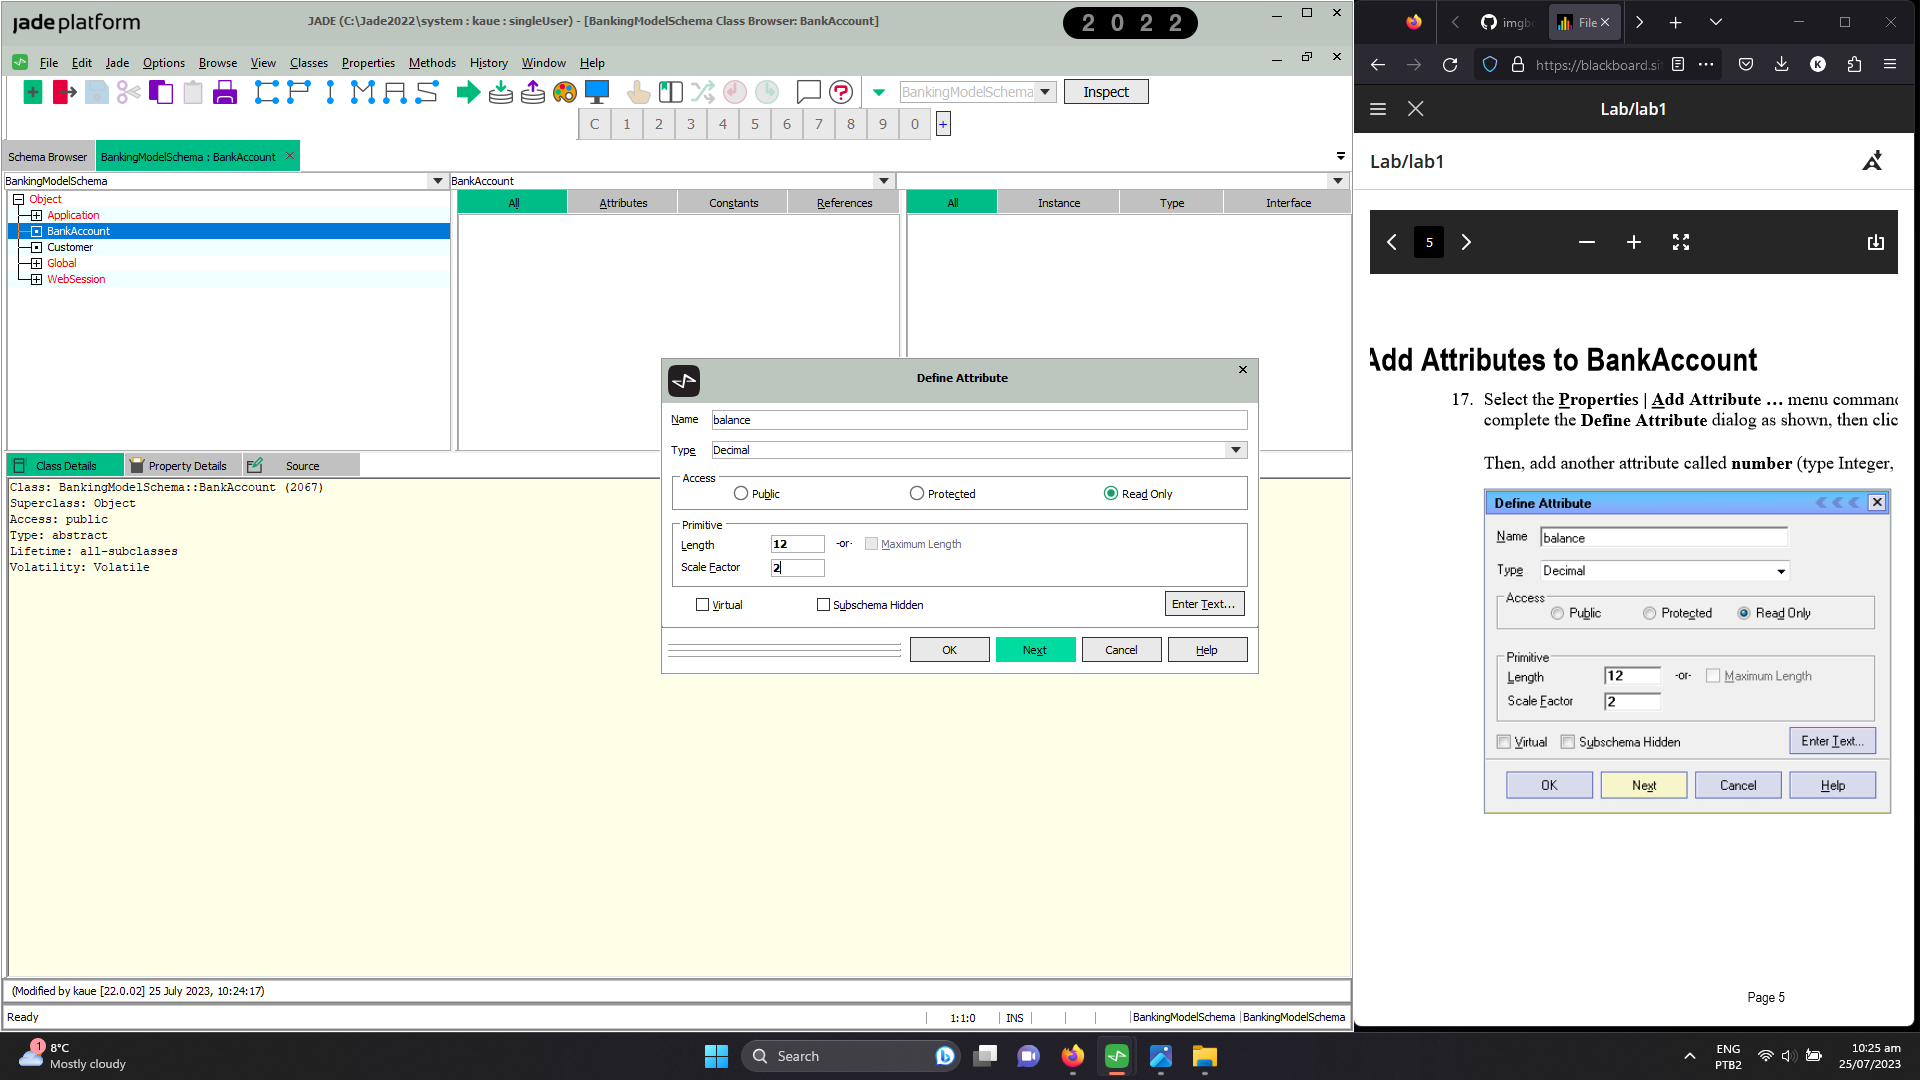 jade platform
JADE (C:\Jade2022\system : kaue : singleUser) - [BankingModelSchema Class Browser: BankAccount]
2022
File Edit Jade Options Browse View Classes Properties Methods History Window Help
BankingModelSchema
Inspect
C 1 2 3 4 5 6 7 8 9 0 +
Schema Browser
BankingModelSchema : BankAccount
BankingModelSchema
BankAccount
Object
Application
BankAccount
Customer
Global
WebSession
All Attributes Constants References
All Instance Type Interface
Class Details Property Details Source
Class: BankingModelSchema::BankAccount (2067)
Superclass: Object
Access: public
Type: abstract
Lifetime: all-subclasses
Volatility: Volatile
Define Attribute
Name balance
Type Decimal
Access
Public Protected Read Only
Primitive
Length 12 -or- Maximum Length
Scale Factor 2
Virtual Subschema Hidden Enter Text...
OK Next Cancel Help
(Modified by kaue [22.0.02] 25 July 2023, 10:24:17)
Ready
1:1:0 INS BankingModelSchema BankingModelSchema
imgb
File
https://blackboard.si
K
Lab/lab1
Lab/lab1
5
Add Attributes to BankAccount
17. Select the Properties | Add Attribute … menu command
complete the Define Attribute dialog as shown, then clic
Then, add another attribute called number (type Integer,
Define Attribute
Name balance
Type Decimal
Access
Public Protected Read Only
Primitive
Length 12 -or- Maximum Length
Scale Factor 2
Virtual Subschema Hidden Enter Text...
OK Next Cancel Help
Page 5
1
8°C
Mostly cloudy
Search
ENG
PTB2
10:25 am
25/07/2023